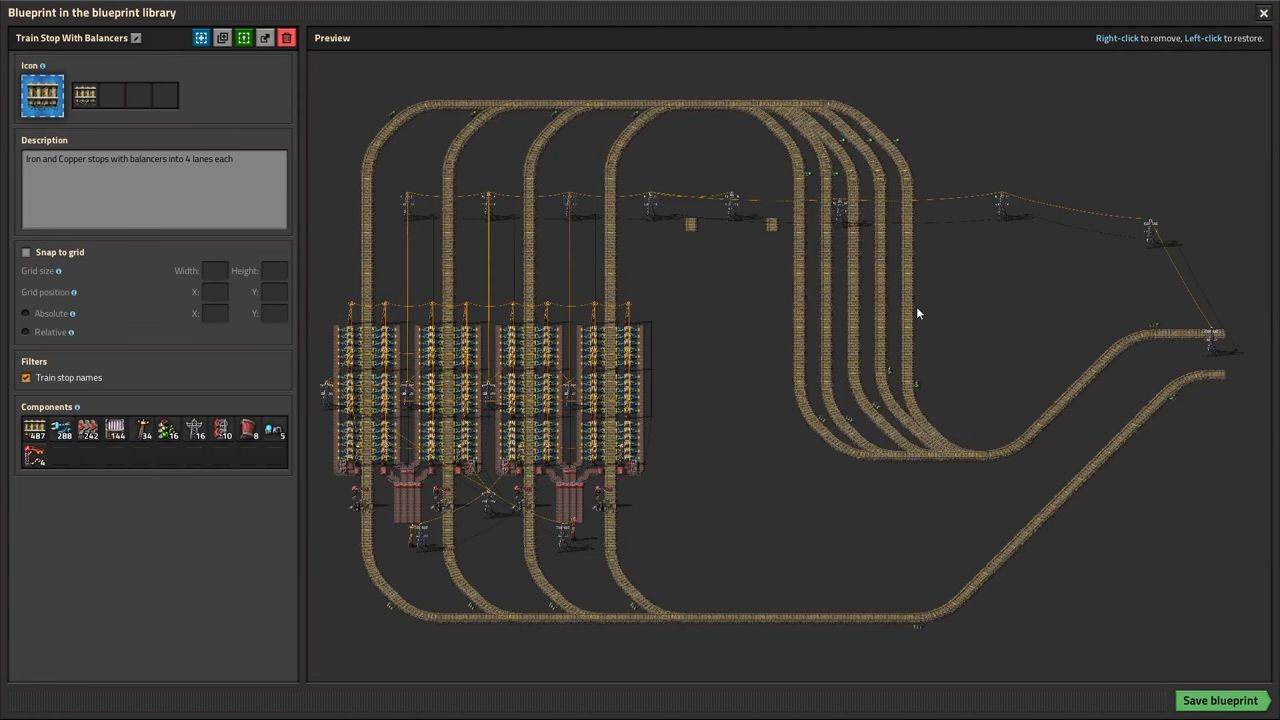 Blueprint in the blueprint library
Train Stop With Balancers
Preview
Right-click to remove, Left-click to restore.
Icon
Description
Iron and Copper stops with balancers into 4 lanes each
Snap to grid
Grid size Width: Height:
Grid position X: Y:
Absolute X: Y:
Relative
Filters
Train stop names
Components
487 288 242 144 34 16 16 10 8 5
4
Save blueprint